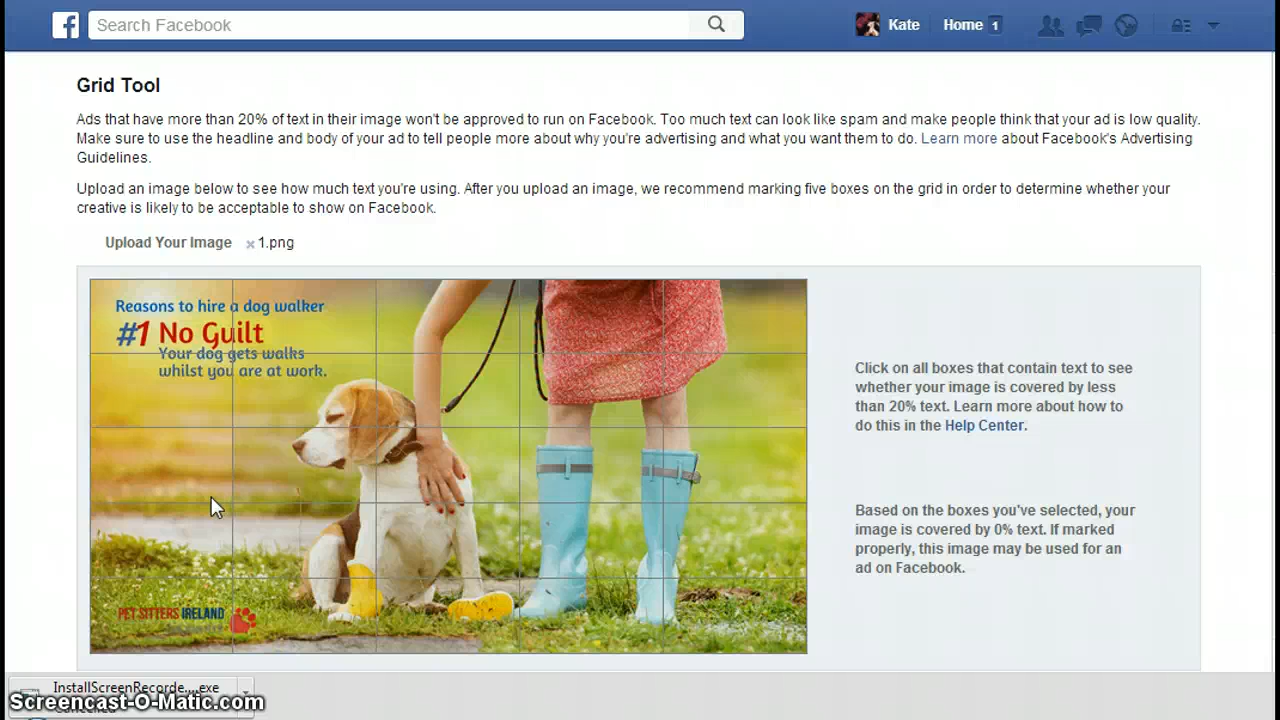 Search Facebook
Kate
Home 1
Grid Tool
Ads that have more than 20% of text in their image won't be approved to run on Facebook. Too much text can look like spam and make people think that your ad is low quality.
Make sure to use the headline and body of your ad to tell people more about why you're advertising and what you want them to do. Learn more about Facebook's Advertising
Guidelines.
Upload an image below to see how much text you're using. After you upload an image, we recommend marking five boxes on the grid in order to determine whether your
creative is likely to be acceptable to show on Facebook.
Upload Your Image × 1.png
Reasons to hire a dog walker
#1 No Guilt
Your dog gets walks
whilst you are at work.
PET SITTERS IRELAND
Click on all boxes that contain text to see
whether your image is covered by less
than 20% text. Learn more about how to
do this in the Help Center.
Based on the boxes you've selected, your
image is covered by 0% text. If marked
properly, this image may be used for an
ad on Facebook.
InstallScreenRecorde....exe
Cancelled
Screencast-O-Matic.com